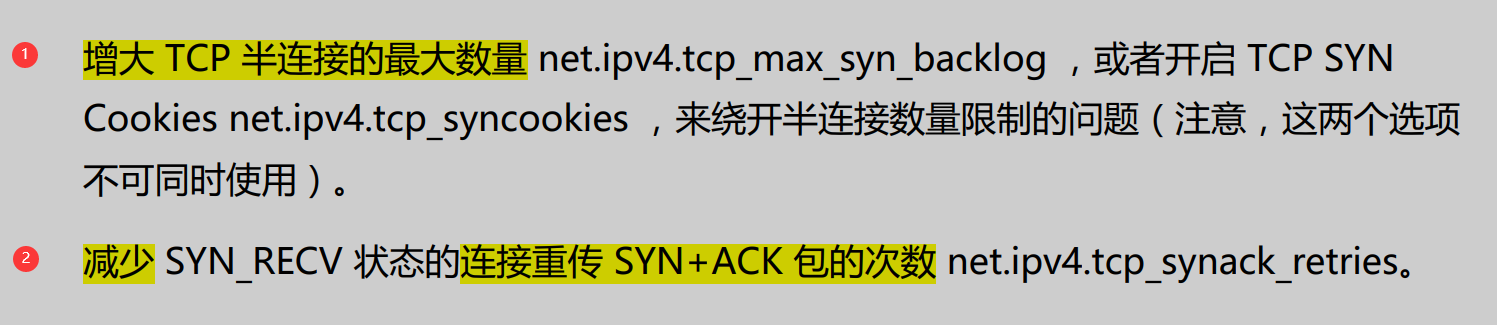 1 增大 TCP 半连接的最大数量 net.ipv4.tcp_max_syn_backlog ，或者开启 TCP SYN
Cookies net.ipv4.tcp_syncookies ，来绕开半连接数量限制的问题（注意，这两个选项
不可同时使用）。
2 减少 SYN_RECV 状态的连接重传 SYN+ACK 包的次数 net.ipv4.tcp_synack_retries。